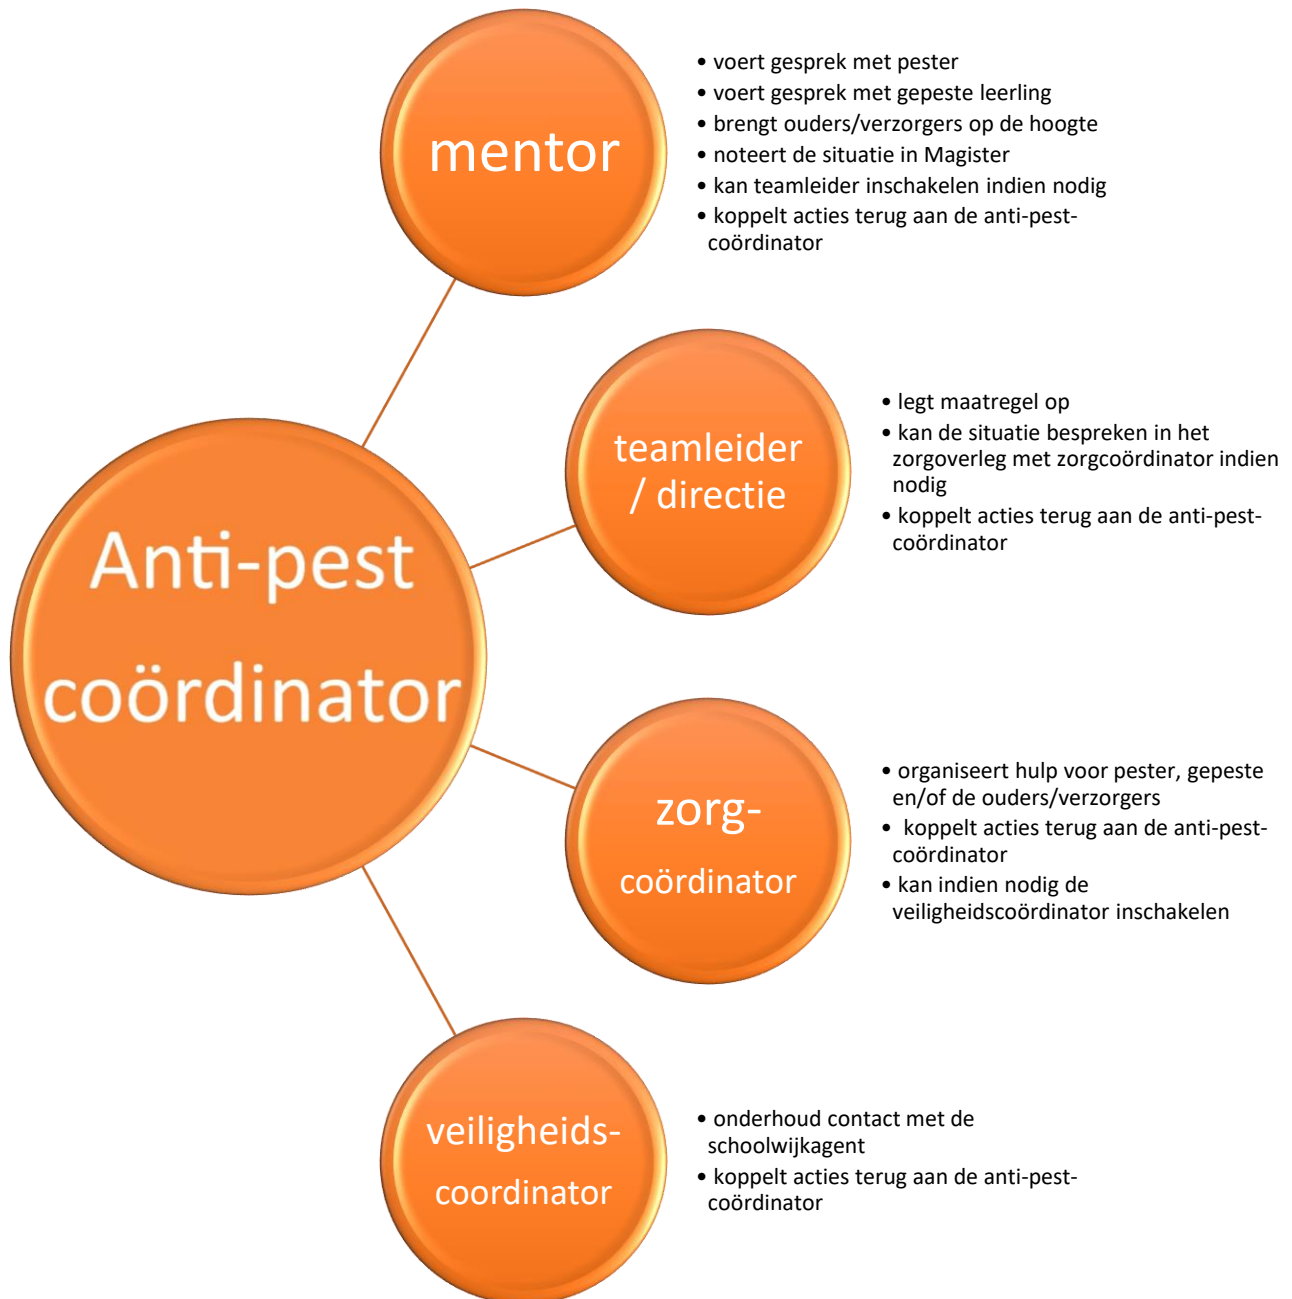 mentor
• voert gesprek met pester
• voert gesprek met gepeste leerling
• brengt ouders/verzorgers op de hoogte
• noteert de situatie in Magister
• kan teamleider inschakelen indien nodig
• koppelt acties terug aan de anti-pest-
coördinator
teamleider
/ directie
• legt maatregel op
• kan de situatie bespreken in het
zorgoverleg met zorgcoördinator indien
nodig
• koppelt acties terug aan de anti-pest-
coördinator
Anti-pest
coördinator
zorg-
coördinator
• organiseert hulp voor pester, gepeste
en/of de ouders/verzorgers
• koppelt acties terug aan de anti-pest-
coördinator
• kan indien nodig de
veiligheidscoördinator inschakelen
veiligheids-
coordinator
• onderhoud contact met de
schoolwijkagent
• koppelt acties terug aan de anti-pest-
coördinator